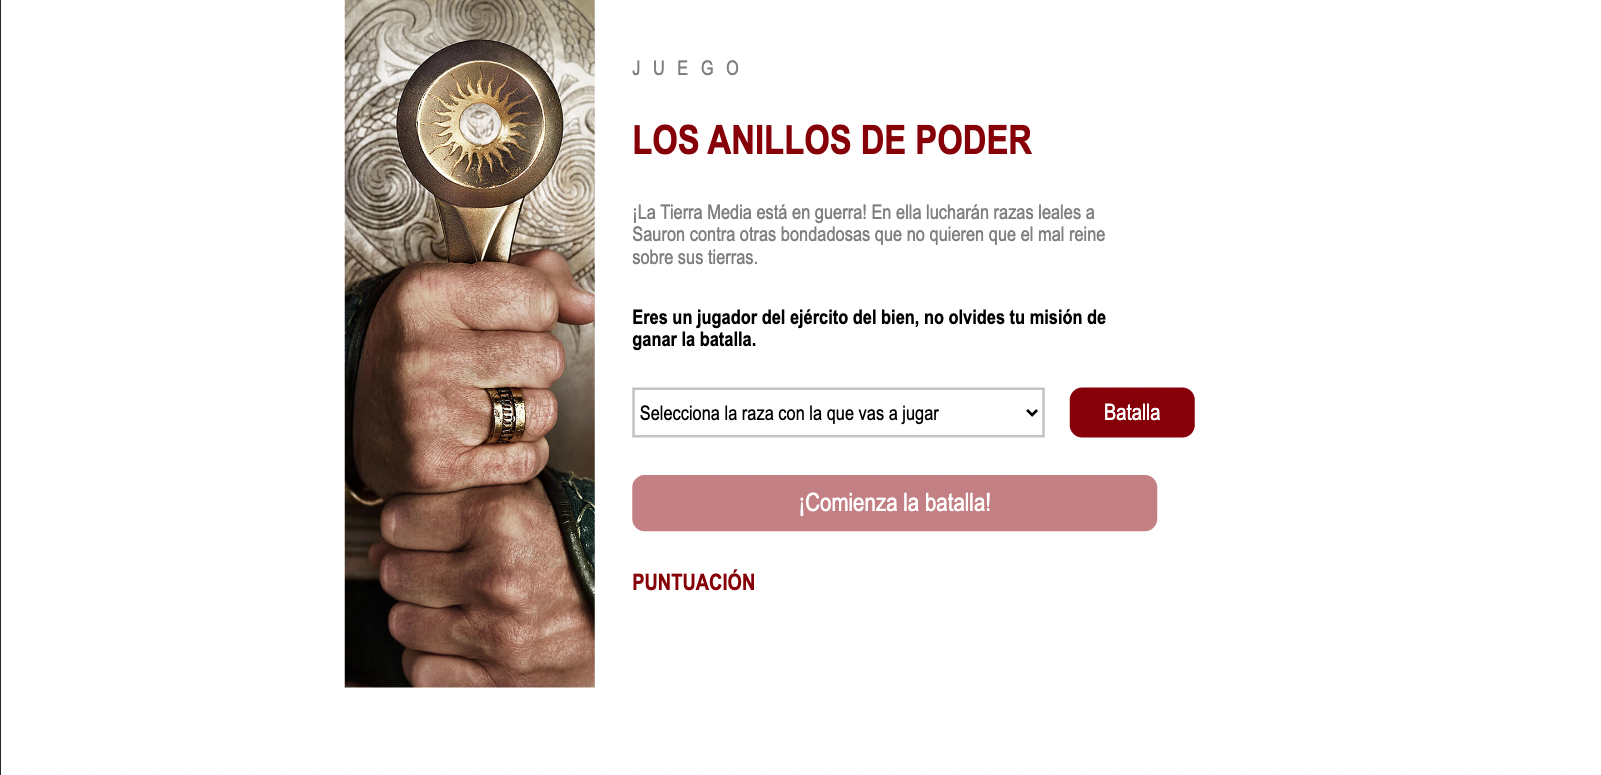 JUEGO
LOS ANILLOS DE PODER
¡La Tierra Media está en guerra! En ella lucharán razas leales a
Sauron contra otras bondadosas que no quieren que el mal reine
sobre sus tierras.
Eres un jugador del ejército del bien, no olvides tu misión de
ganar la batalla.
Selecciona la raza con la que vas a jugar
Batalla
¡Comienza la batalla!
PUNTUACIÓN